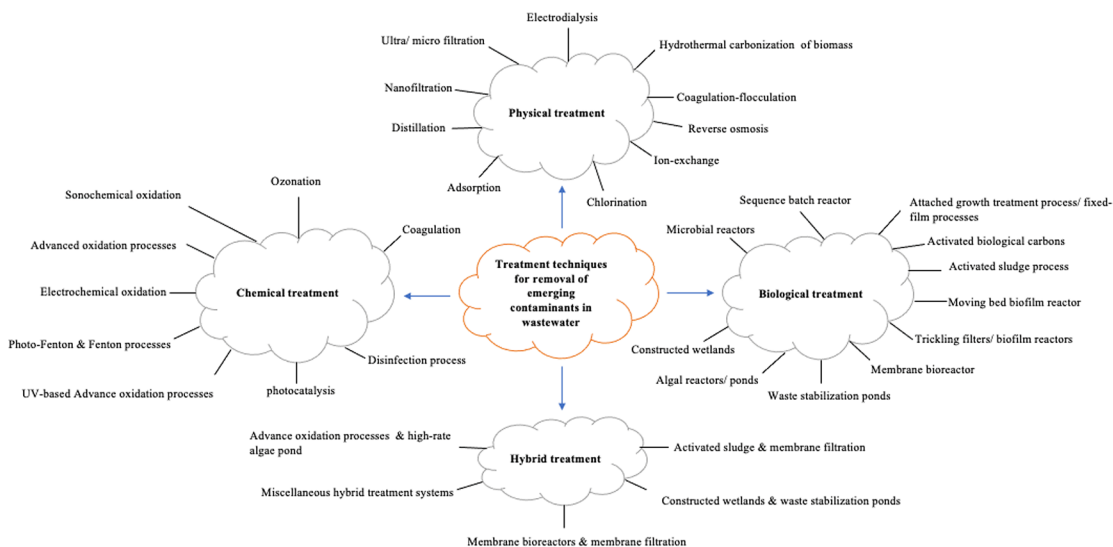 Electrodialysis
Ultra/ micro filtration
Hydrothermal carbonization of biomass
Nanofiltration
Coagulation-flocculation
Physical treatment
Distillation
Reverse osmosis
Ion-exchange
Adsorption
Chlorination
Ozonation
Sonochemical oxidation
Coagulation
Advanced oxidation processes
Electrochemical oxidation
Chemical treatment
Photo-Fenton & Fenton processes
Disinfection process
UV-based Advance oxidation processes
photocatalysis
Treatment techniques
for removal of
emerging
contaminants in
wastewater
Sequence batch reactor
Attached growth treatment process/ fixed-
film processes
Microbial reactors
Activated biological carbons
Activated sludge process
Biological treatment
Moving bed biofilm reactor
Trickling filters/ biofilm reactors
Constructed wetlands
Membrane bioreactor
Algal reactors/ ponds
Waste stabilization ponds
Advance oxidation processes & high-rate
algae pond
Activated sludge & membrane filtration
Hybrid treatment
Miscellaneous hybrid treatment systems
Constructed wetlands & waste stabilization ponds
Membrane bioreactors & membrane filtration